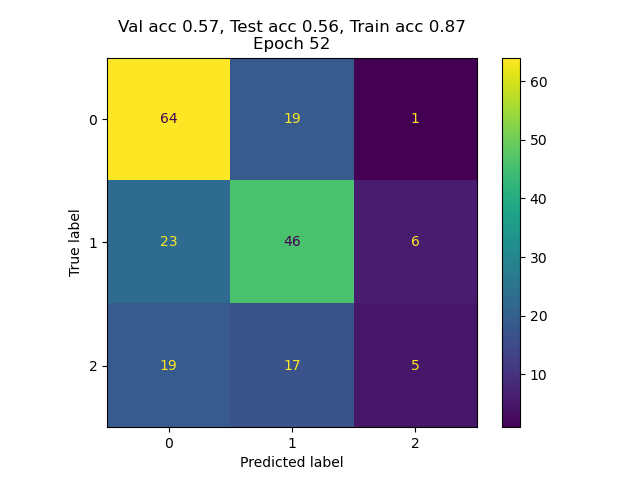 Val acc 0.57, Test acc 0.56, Train acc 0.87
Epoch 52
0 64 19 1
1 23 46 6
2 19 17 5
0 1 2
True label
Predicted label
60
50
40
30
20
10